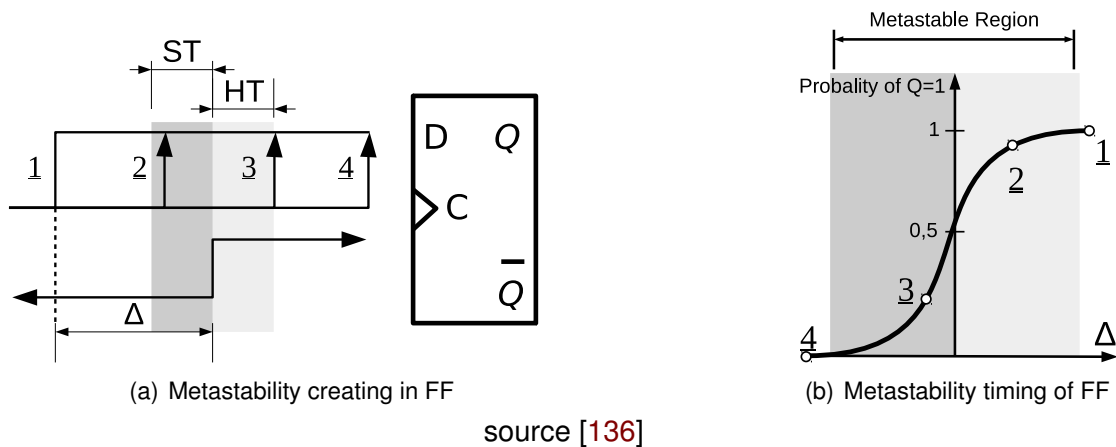 ST
HT
1
2
3
4
Δ
D Q
C
Q
(a) Metastability creating in FF
Metastable Region
Probality of Q=1
1
1
2
0,5
3
4
Δ
(b) Metastability timing of FF
source [136]